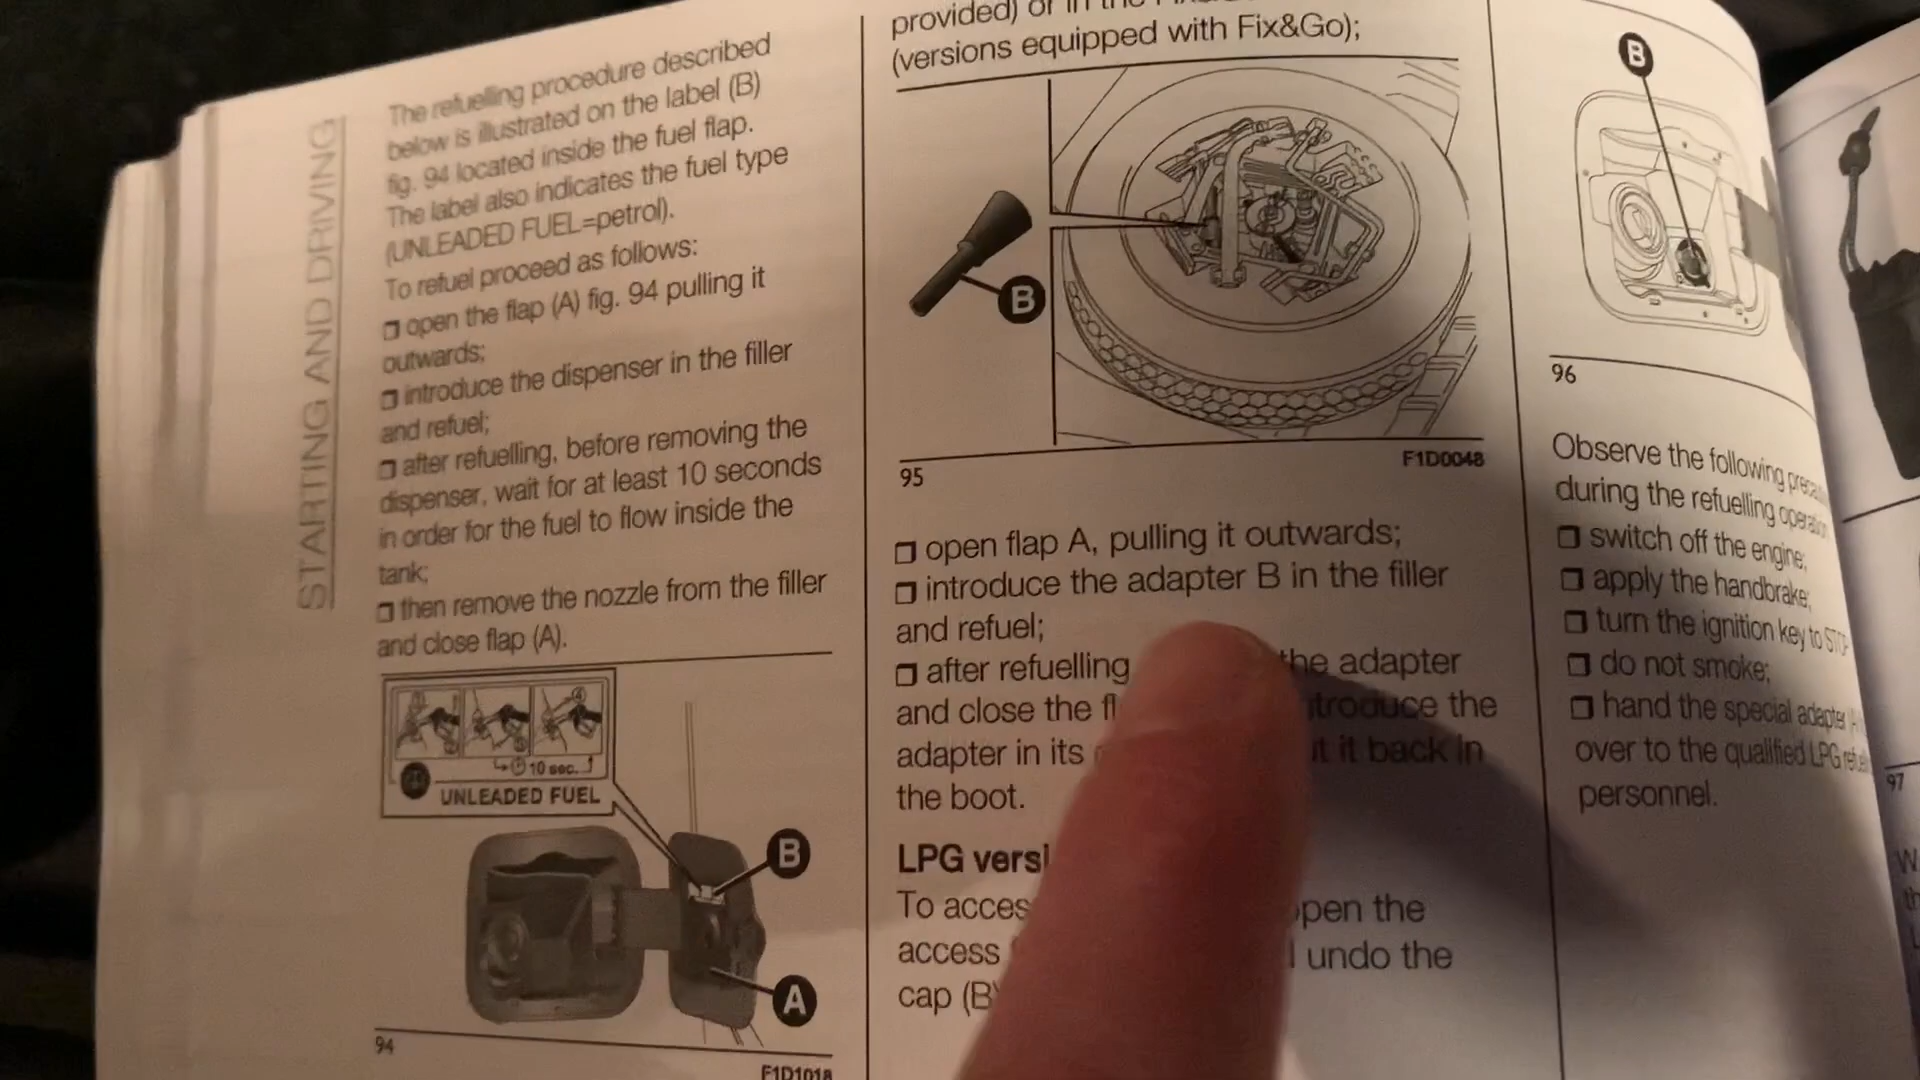 STARTING AND DRIVING
The refuelling procedure described
below is illustrated on the label (B)
fig. 94 located inside the fuel flap.
The label also indicates the fuel type
(UNLEADED FUEL=petrol).
To refuel proceed as follows:
❒ open the flap (A) fig. 94 pulling it
outwards;
❒ introduce the dispenser in the filler
and refuel;
❒ after refuelling, before removing the
dispenser, wait for at least 10 seconds
in order for the fuel to flow inside the
tank;
❒ then remove the nozzle from the filler
and close flap (A).
10 sec.
UNLEADED FUEL
B
A
94
F1D1018
provided) or in the
(versions equipped with Fix&Go);
B
95
F1D0048
❒ open flap A, pulling it outwards;
❒ introduce the adapter B in the filler
and refuel;
❒ after refuelling the adapter
and close the introduce the
adapter in its it back in
the boot.
LPG
To open the
access undo the
cap (B)
B
96
Observe the following
during the refuelling
❒ switch off the engine;
❒ apply the handbrake;
❒ turn the ignition key to
❒ do not smoke;
❒ hand the special adapter
over to the qualified LPG
personnel.
97